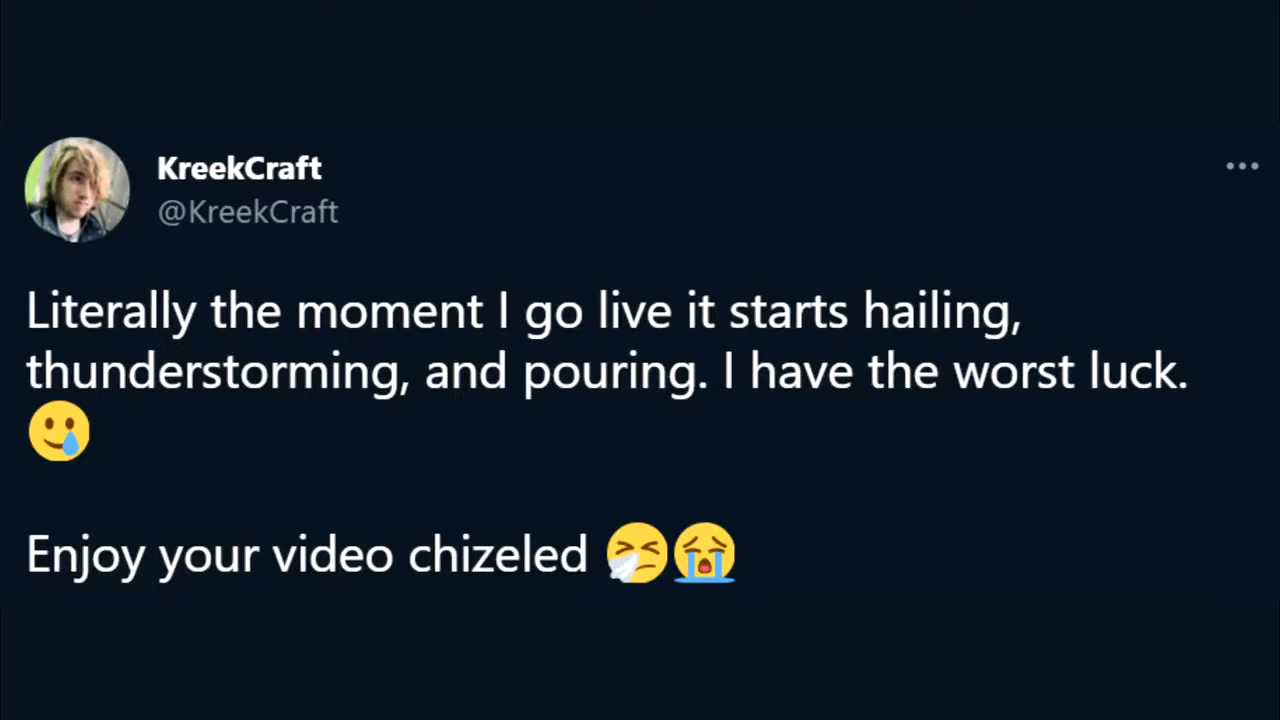 KreekCraft
@KreekCraft
Literally the moment I go live it starts hailing,
thunderstorming, and pouring. I have the worst luck.
🥲
Enjoy your video chizeled 🤧😭